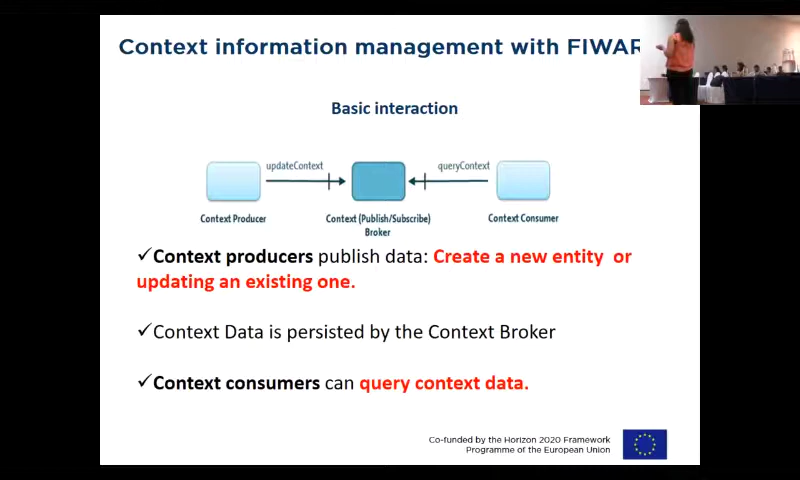 Context information management with FIWAR
Basic interaction
updateContext
queryContext
Context Producer
Context (Publish/Subscribe)
Broker
Context Consumer
✓Context producers publish data: Create a new entity or
updating an existing one.
✓Context Data is persisted by the Context Broker
✓Context consumers can query context data.
Co-funded by the Horizon 2020 Framework
Programme of the European Union